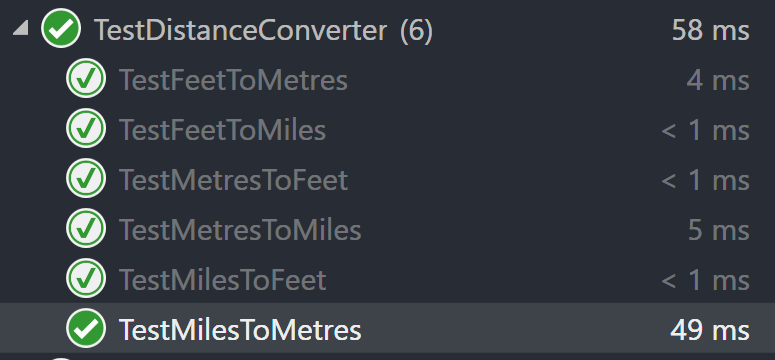 TestDistanceConverter (6) 58 ms
TestFeetToMetres 4 ms
TestFeetToMiles < 1 ms
TestMetresToFeet < 1 ms
TestMetresToMiles 5 ms
TestMilesToFeet < 1 ms
TestMilesToMetres 49 ms